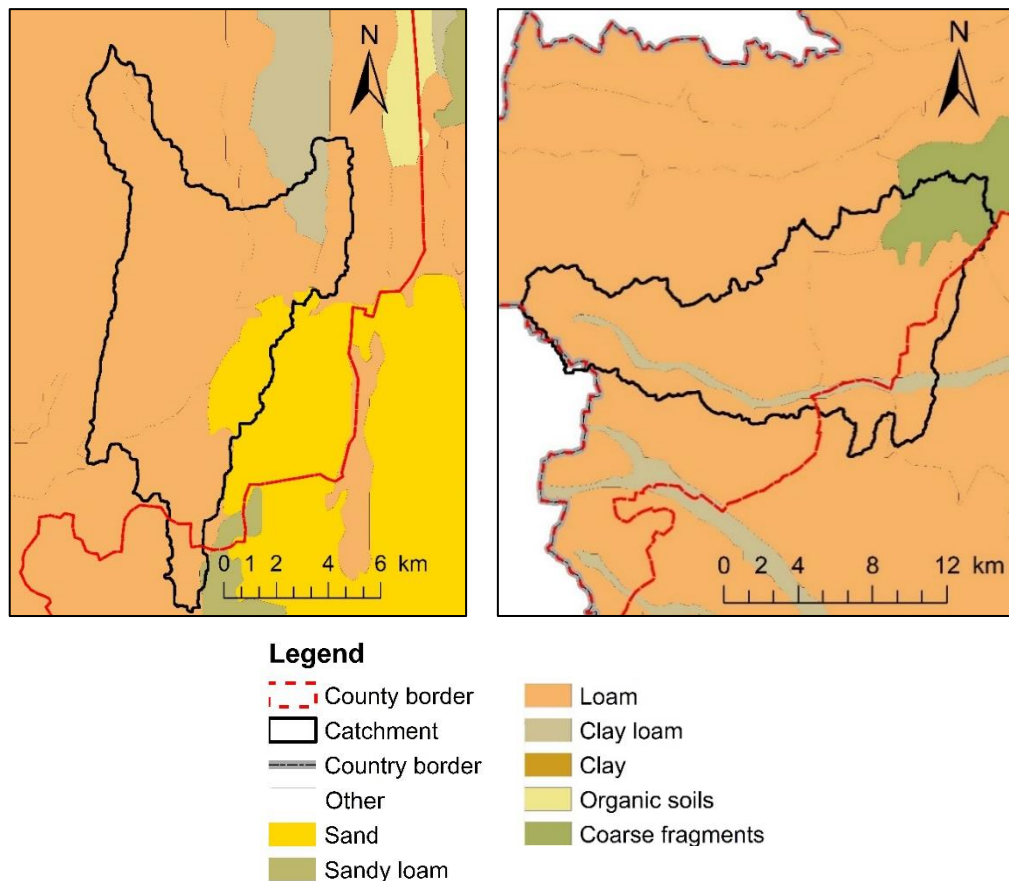 N
0 1 2 4 6 km
N
0 2 4 8 12 km
Legend
County border
Catchment
Country border
Other
Sand
Sandy loam
Loam
Clay loam
Clay
Organic soils
Coarse fragments